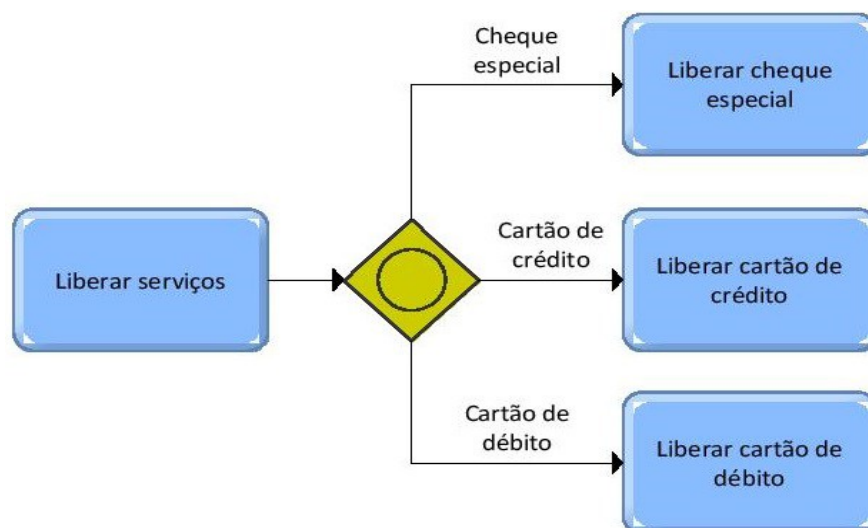 Cheque
especial
Liberar cheque
especial
Liberar serviços
Cartão de
crédito
Liberar cartão de
crédito
Cartão de
débito
Liberar cartão de
débito